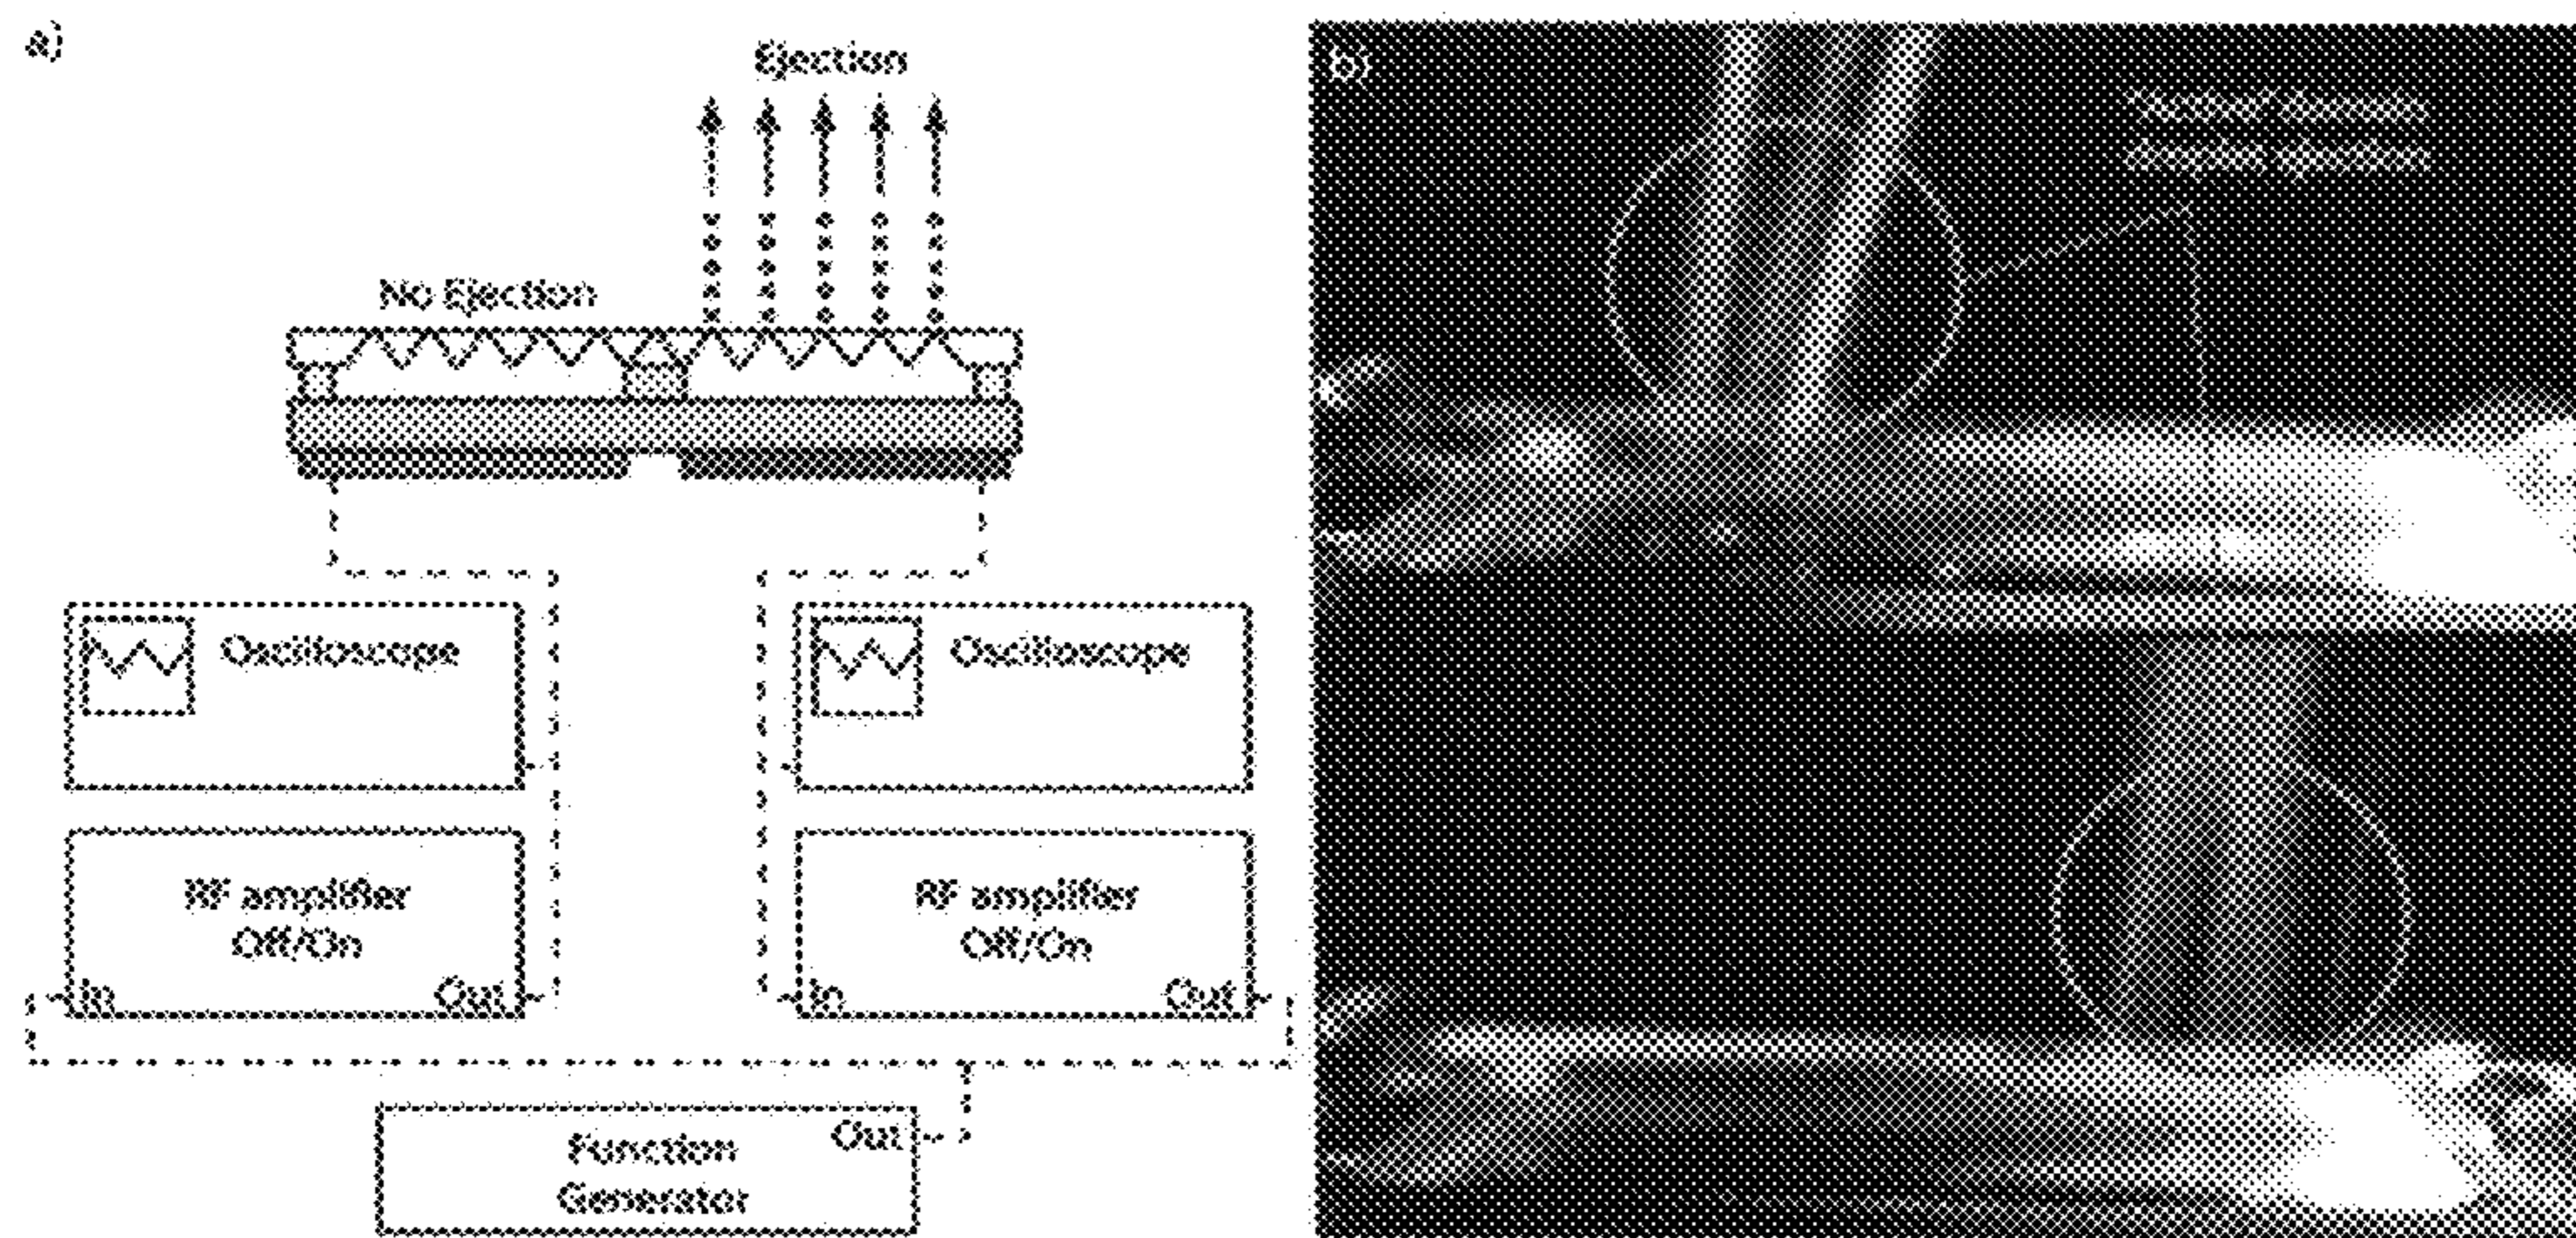 a)
Ejection
No Ejection
Oscilloscope
Oscilloscope
RF amplifier
Off/On
In
Out
RF amplifier
Off/On
In
Out
Out
Function
Generator
b)